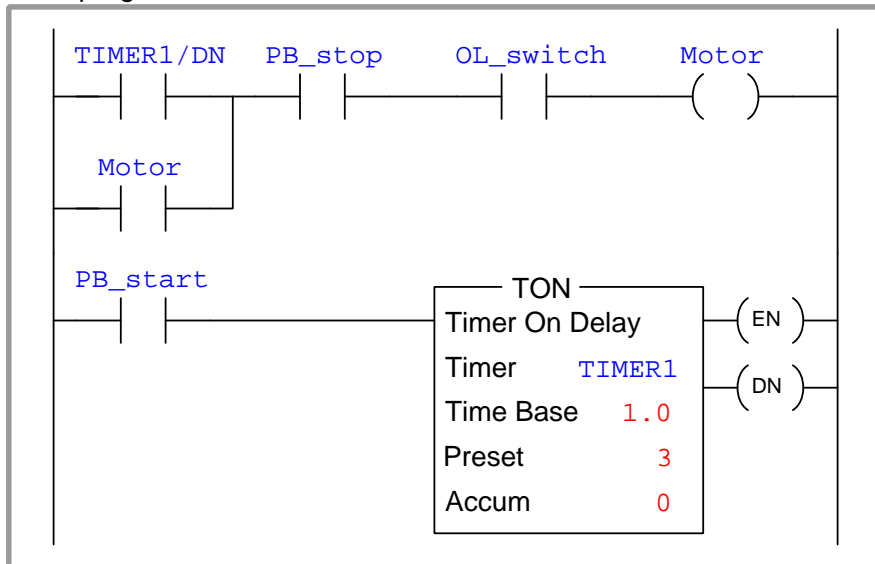 TIMER1/DN PB_stop OL_switch Motor
Motor
PB_start
TON
Timer On Delay
EN
Timer TIMER1
DN
Time Base 1.0
Preset 3
Accum 0